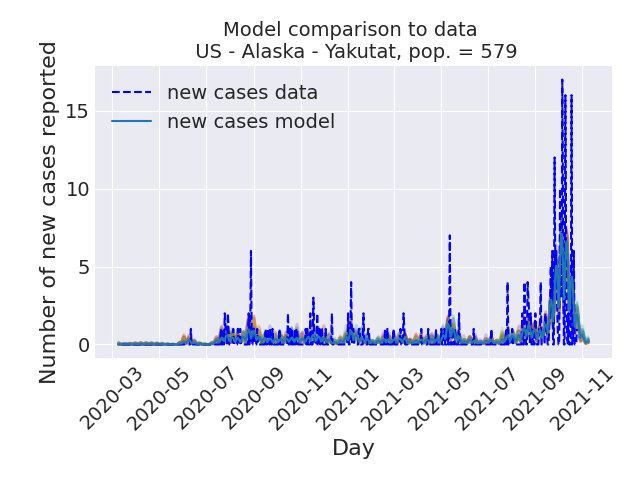 Model comparison to data
US - Alaska - Yakutat, pop. = 579
new cases data
new cases model
Number of new cases reported
15
10
5
0
2020-03
2020-05
2020-07
2020-09
2020-11
2021-01
2021-03
2021-05
2021-07
2021-09
2021-11
Day